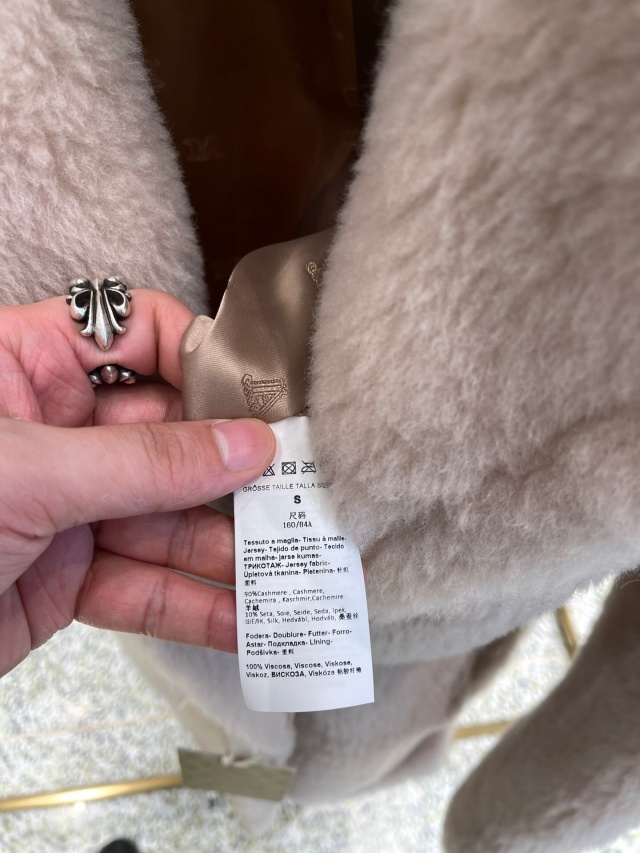 GRÖSSE TAILLE TALLA
S
尺码
160/84A
Tessuto a maglia- Tissu à maille-
Jersey- Tejido de punto- Tecido
em malha- jarse kumas-
ТРИКОТАЖ- Jersey fabric-
Úpletová tkanina- Pletenina- 针织
面料
90%Cashmere , Cashmere,
Cachemira , Kaschmir,Cachemire
羊绒
10% Seta, Soie, Seide, Seda, Ipek,
ШЁЛК, Silk, Hedvábí, Hodváb, 桑蚕丝
Fodera- Doublure- Futter- Forro-
Astar- Подкладка- Lining-
Podšívka- 里料
100% Viscosa, Viscose, Viskose,
Viskoz, ВИСКОЗА, Viskóza 粘胶纤维